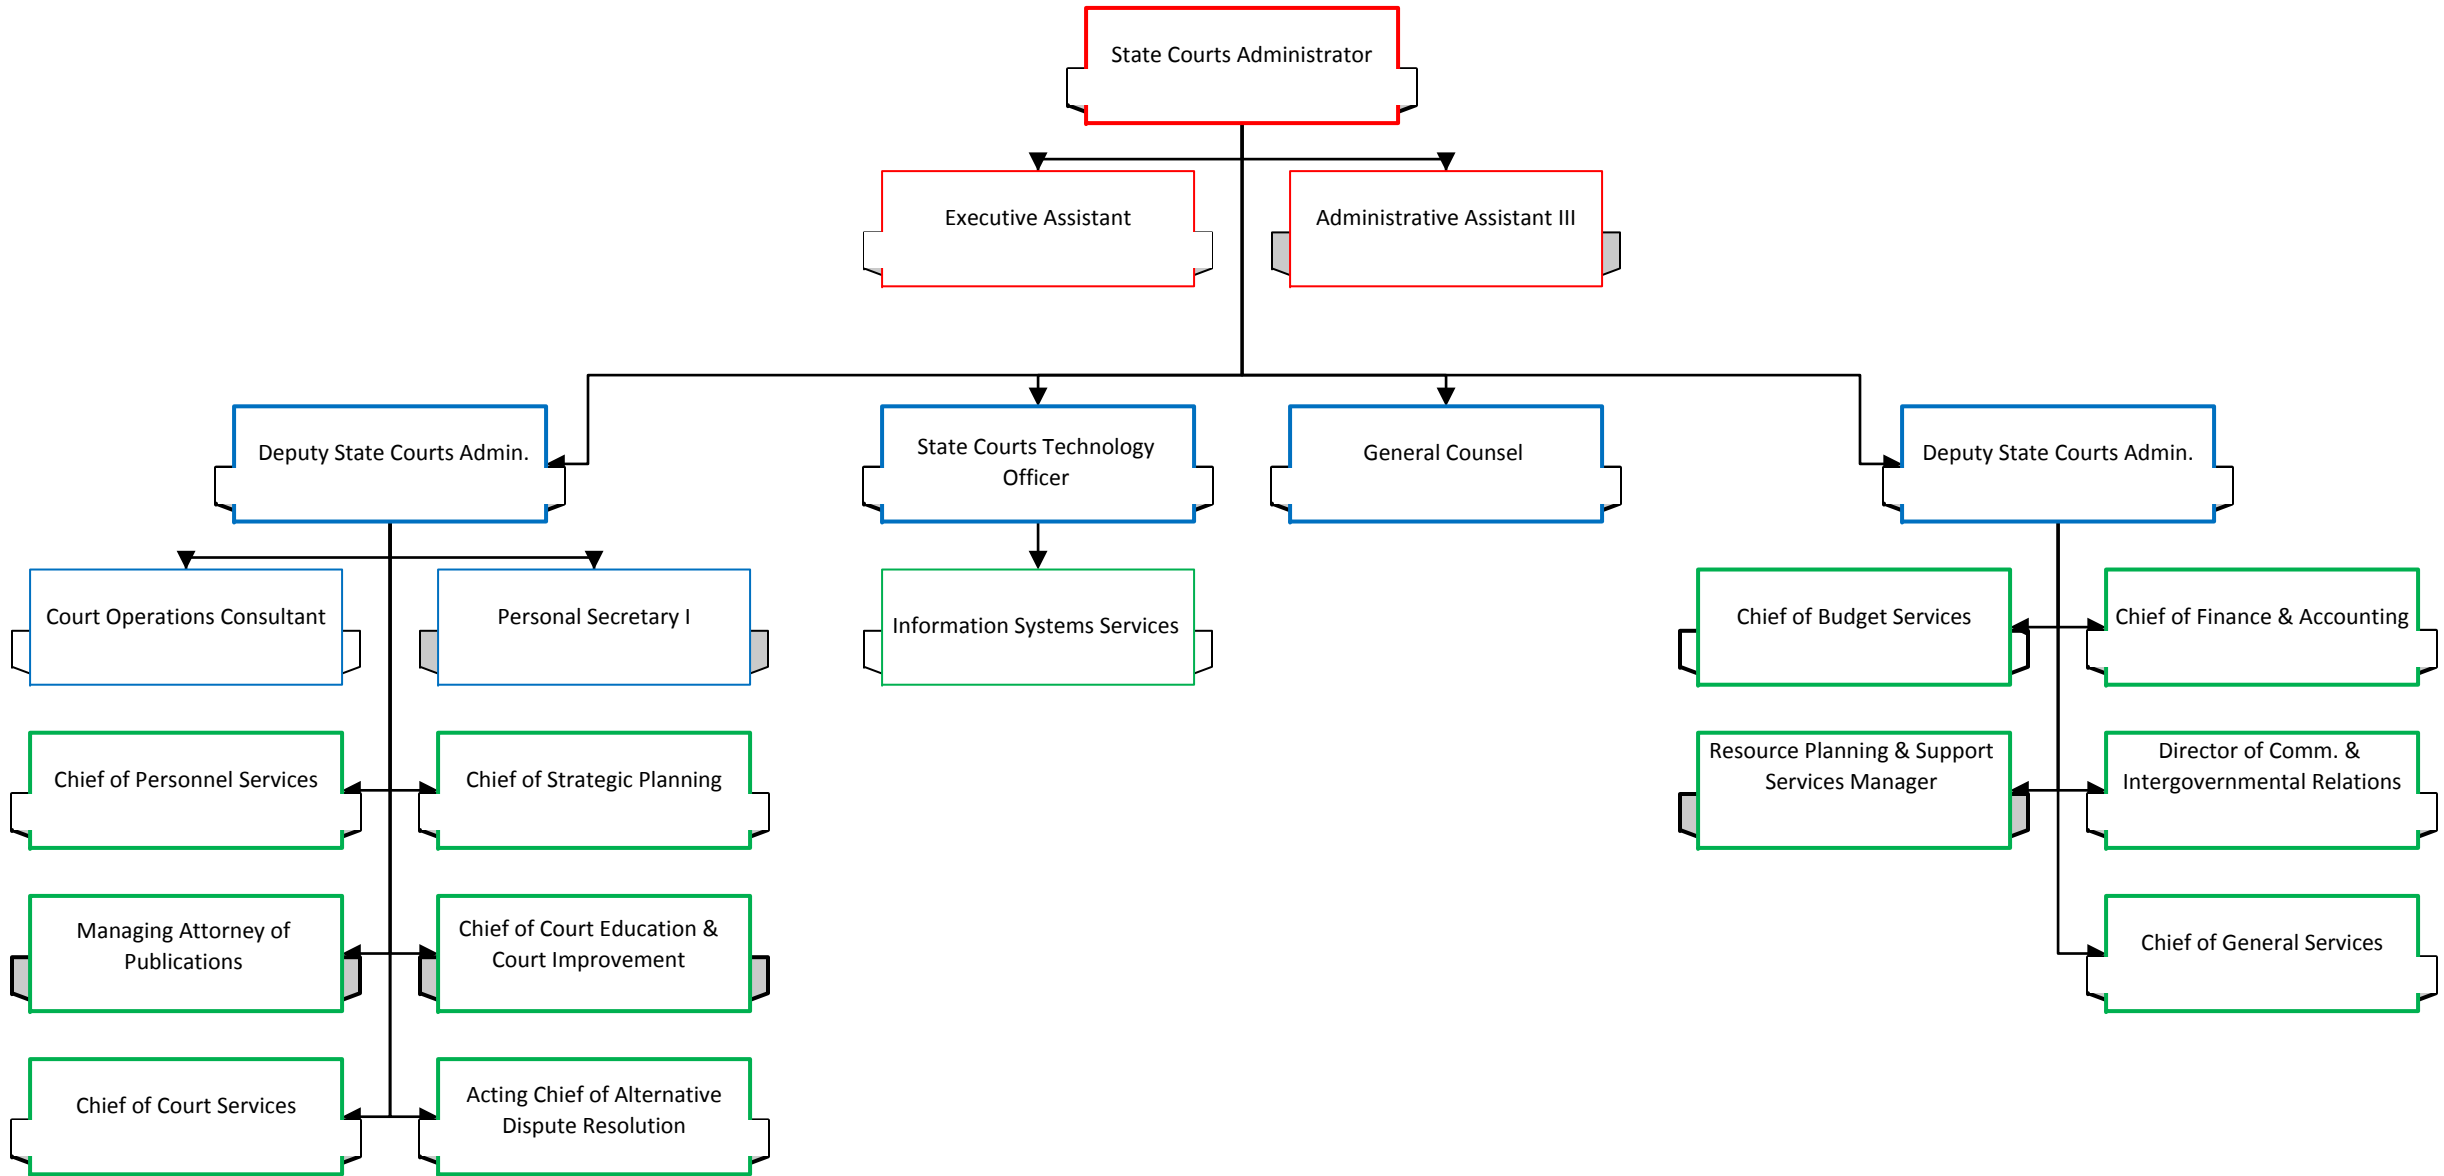 State Courts Administrator
Executive Assistant
Administrative Assistant III
Deputy State Courts Admin.
State Courts Technology
Officer
General Counsel
Deputy State Courts Admin.
Court Operations Consultant
Personal Secretary I
Information Systems Services
Chief of Budget Services
Chief of Finance & Accounting
Chief of Personnel Services
Chief of Strategic Planning
Resource Planning & Support
Services Manager
Director of Comm. &
Intergovernmental Relations
Managing Attorney of
Publications
Chief of Court Education &
Court Improvement
Chief of General Services
Chief of Court Services
Acting Chief of Alternative
Dispute Resolution